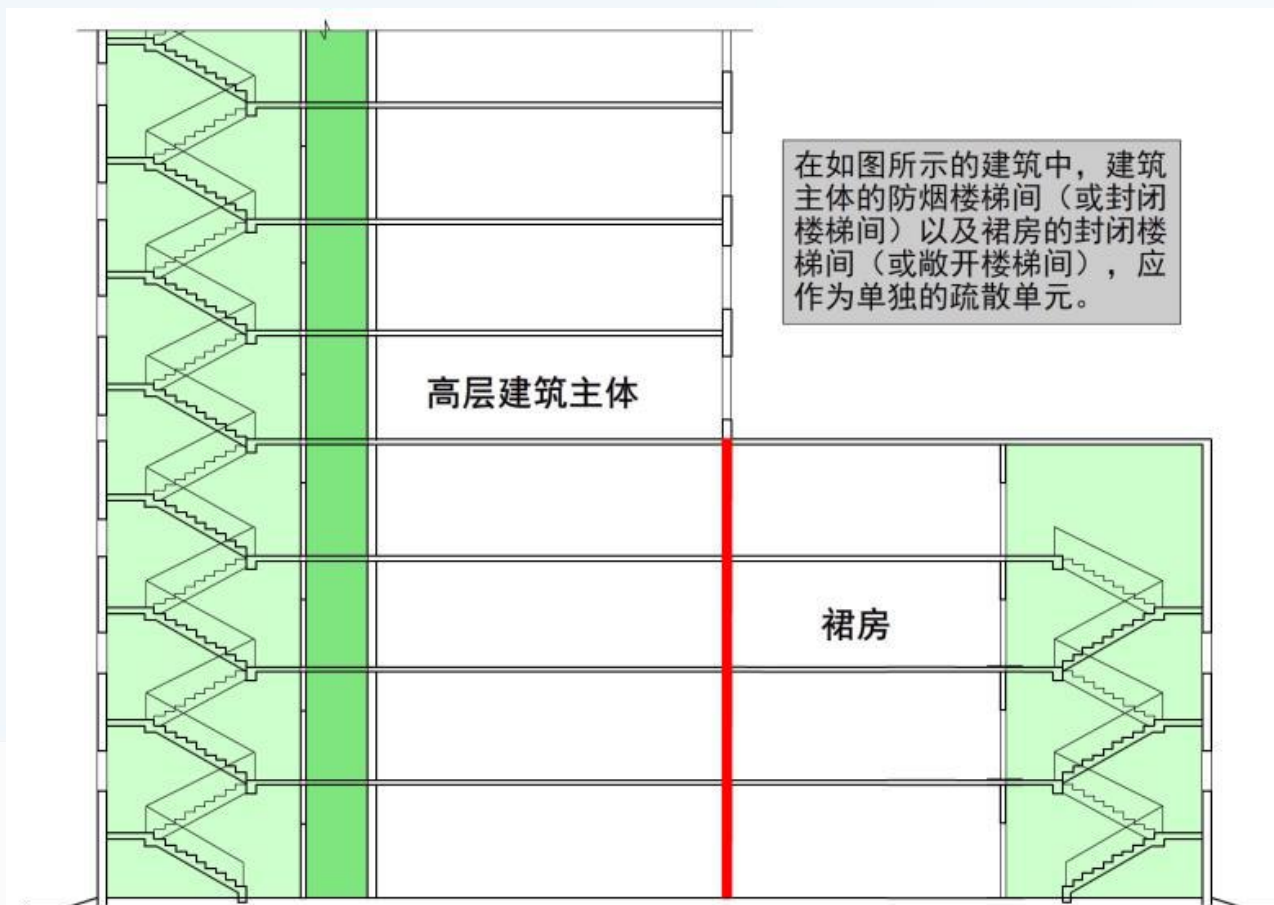 在如图所示的建筑中，建筑
主体的防烟楼梯间（或封闭
楼梯间）以及裙房的封闭楼
梯间（或敞开楼梯间），应
作为单独的疏散单元。
高层建筑主体
裙房